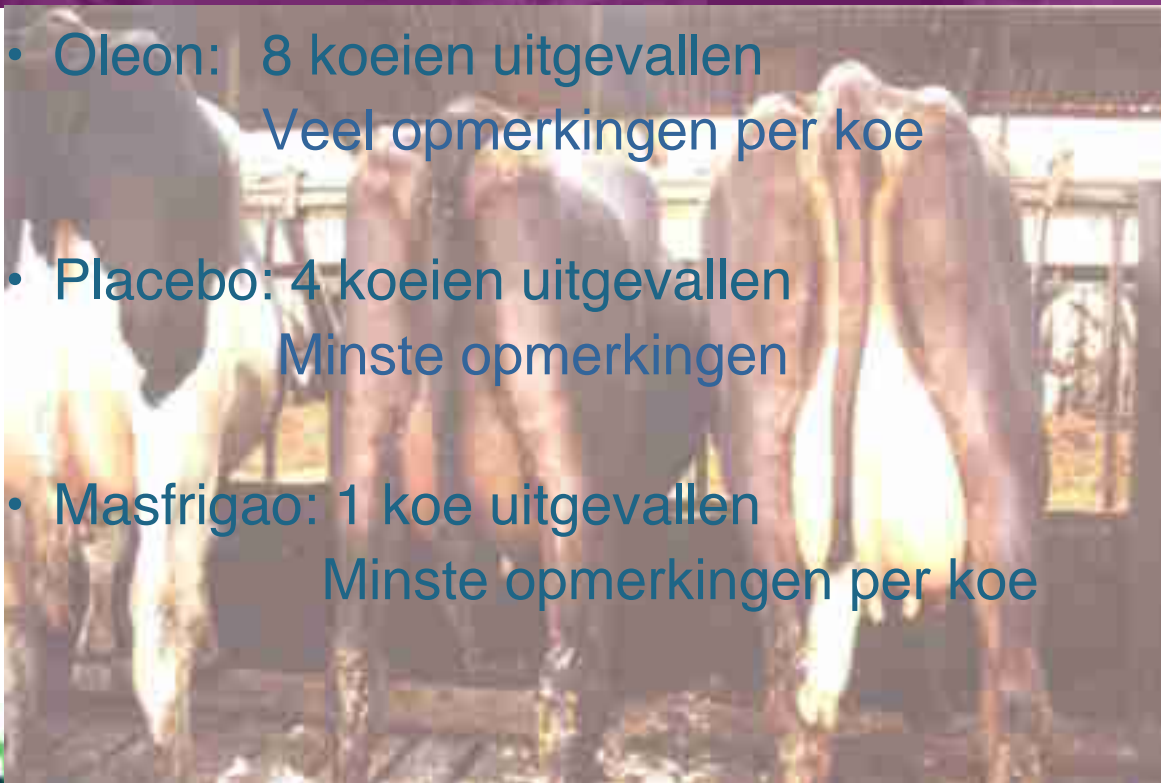 • Oleon: 8 koeien uitgevallen
Veel opmerkingen per koe
• Placebo: 4 koeien uitgevallen
Minste opmerkingen
• Masfrigao: 1 koe uitgevallen
Minste opmerkingen per koe